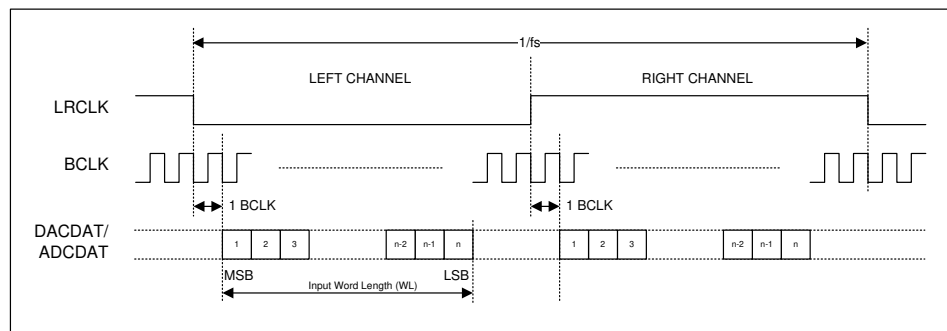 1/fs
LEFT CHANNEL RIGHT CHANNEL
LRCLK
BCLK
1 BCLK 1 BCLK
DACDAT/
ADCDAT
1 2 3 n-2 n-1 n 1 2 3 n-2 n-1 n
MSB LSB
Input Word Length (WL)